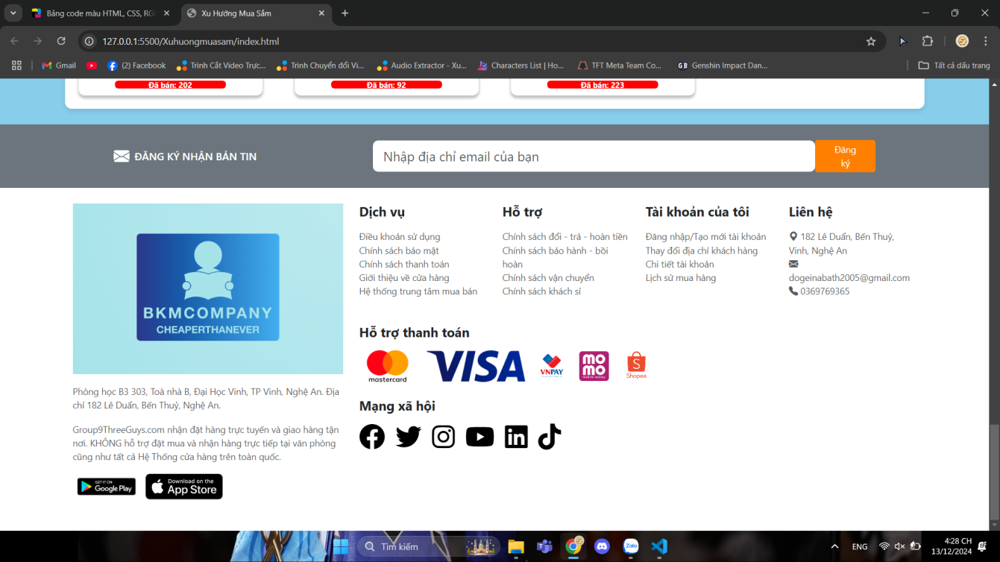 Bảng code màu HTML, CSS, RG
Xu Hướng Mua Sắm
127.0.0.1:5500/Xuhuongmuasam/index.html
Gmail
(2) Facebook
Trình Cắt Video Trực...
Trình Chuyển đổi Vi...
Audio Extractor - Xu...
Characters List | Ho...
TFT Meta Team Co...
GB Genshin Impact Dan...
Tất cả dấu trang
Đã bán: 202
Đã bán: 92
Đã bán: 223
ĐĂNG KÝ NHẬN BẢN TIN
Nhập địa chỉ email của bạn
Đăng
ký
BKMCOMPANY
CHEAPERTHANEVER
Phòng học B3 303, Toà nhà B, Đại Học Vinh, TP Vinh, Nghệ An. Địa
chỉ 182 Lê Duẩn, Bến Thuỷ, Nghệ An.
Group9ThreeGuys.com nhận đặt hàng trực tuyến và giao hàng tận
nơi. KHÔNG hỗ trợ đặt mua và nhận hàng trực tiếp tại văn phòng
cũng như tất cả Hệ Thống cửa hàng trên toàn quốc.
GET IT ON
Google Play
Download on the
App Store
Dịch vụ
Điều khoản sử dụng
Chính sách bảo mật
Chính sách thanh toán
Giới thiệu về cửa hàng
Hệ thống trung tâm mua bán
Hỗ trợ
Chính sách đổi - trả - hoàn tiền
Chính sách bảo hành - bồi
hoàn
Chính sách vận chuyển
Chính sách khách sỉ
Tài khoản của tôi
Đăng nhập/Tạo mới tài khoản
Thay đổi địa chỉ khách hàng
Chi tiết tài khoản
Lịch sử mua hàng
Liên hệ
182 Lê Duẩn, Bến Thuỷ,
Vinh, Nghệ An
dogeinabath2005@gmail.com
0369769365
Hỗ trợ thanh toán
mastercard
VISA
VNPAY
momo
Shopee
Mạng xã hội
Tìm kiếm
Zalo
ENG
4:28 CH
13/12/2024